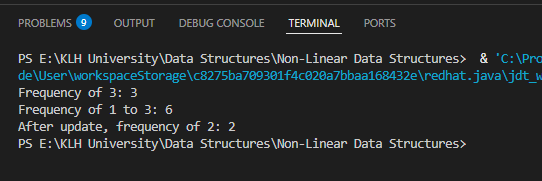 PROBLEMS 9 OUTPUT DEBUG CONSOLE TERMINAL PORTS
PS E:\KLH University\Data Structures\Non-Linear Data Structures> & 'C:\Pro
de\User\workspaceStorage\c8275ba709301f4c020a7bbaa168432e\redhat.java\jdt_w
Frequency of 3: 3
Frequency of 1 to 3: 6
After update, frequency of 2: 2
PS E:\KLH University\Data Structures\Non-Linear Data Structures>